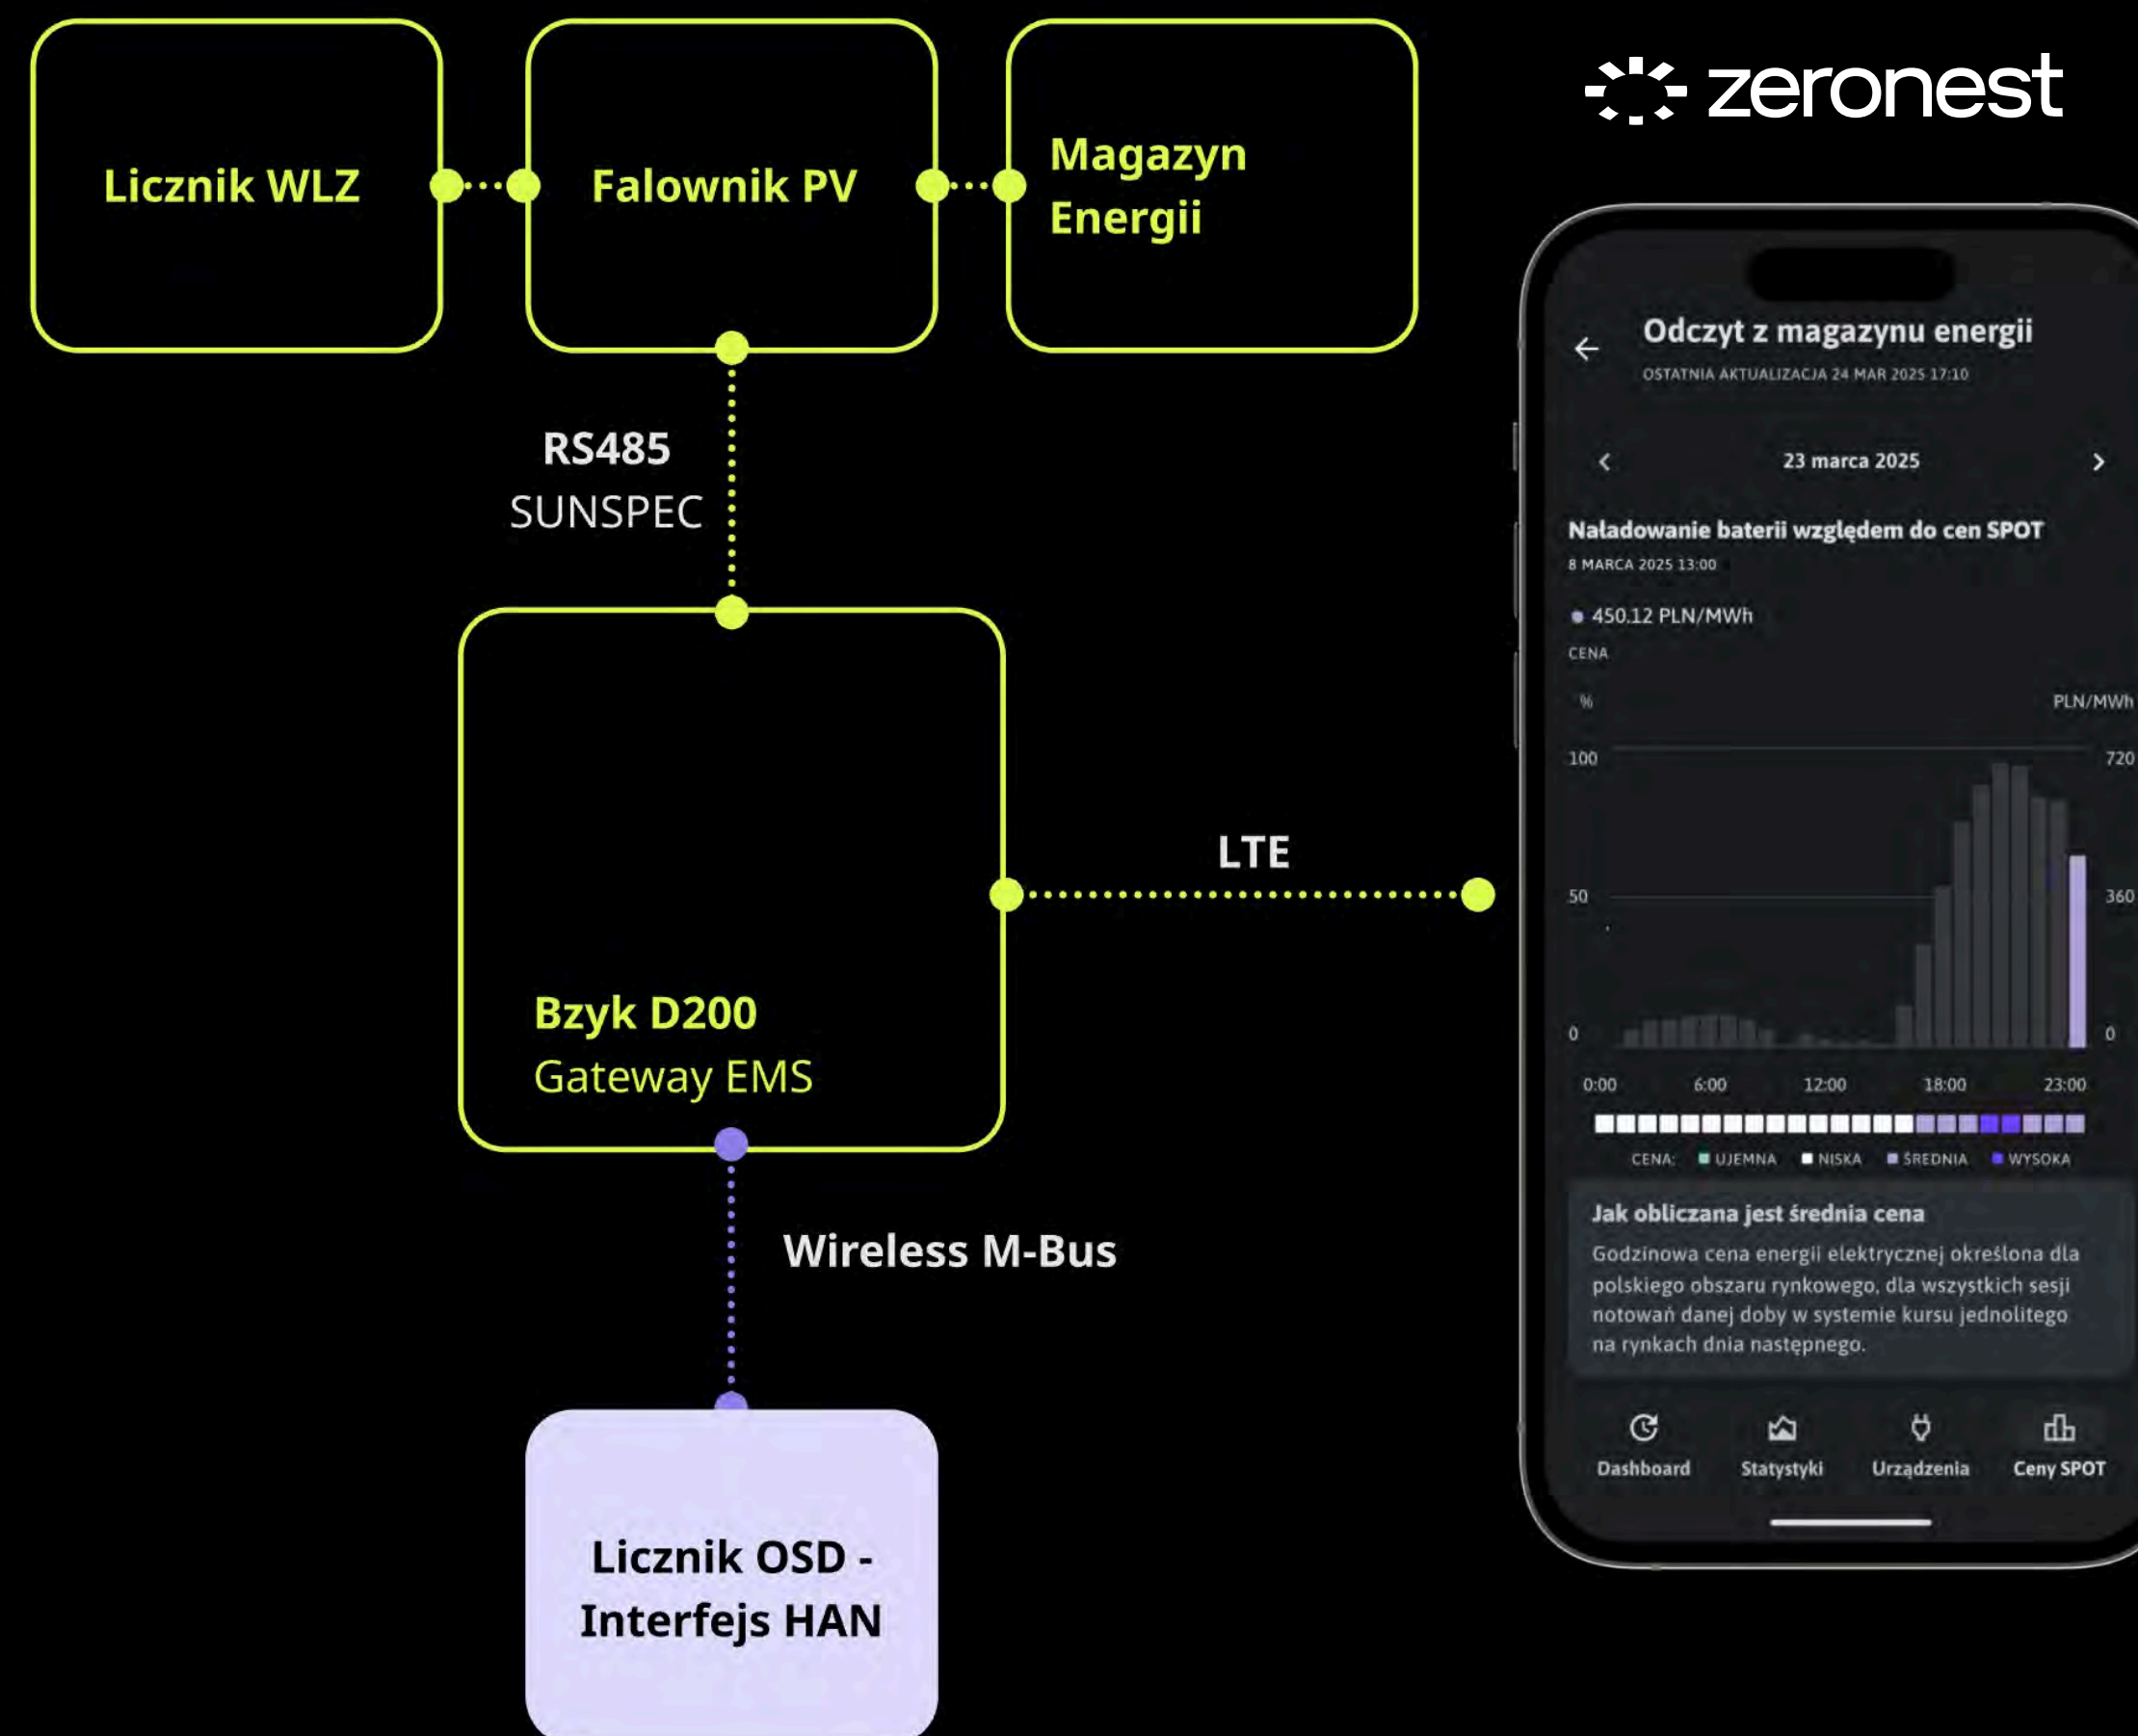 Licznik WLZ
Falownik PV
Magazyn
Energii
RS485
SUNSPEC
Bzyk D200
Gateway EMS
LTE
Wireless M-Bus
Licznik OSD -
Interfejs HAN
zeronest
Odczyt z magazynu energii
OSTATNIA AKTUALIZACJA 24 MAR 2025 17:10
23 marca 2025
Naładowanie baterii względem do cen SPOT
8 MARCA 2025 13:00
450.12 PLN/MWh
CENA
% PLN/MWh
100 720
50 360
0 0
0:00 6:00 12:00 18:00 23:00
CENA: UJEMNA NISKA ŚREDNIA WYSOKA
Jak obliczana jest średnia cena
Godzinowa cena energii elektrycznej określona dla
polskiego obszaru rynkowego, dla wszystkich sesji
notowań danej doby w systemie kursu jednolitego
na rynkach dnia następnego.
Dashboard Statystyki Urządzenia Ceny SPOT